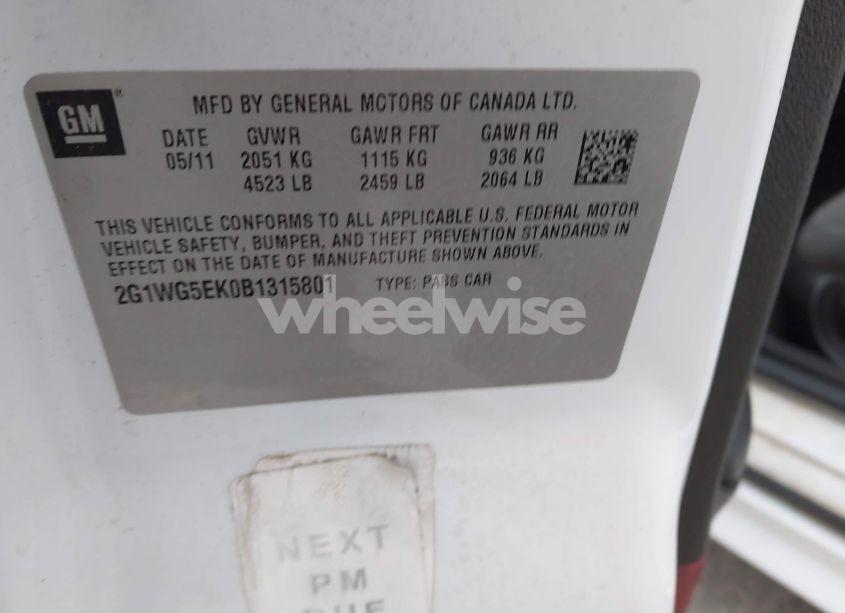 GM
MFD BY GENERAL MOTORS OF CANADA LTD.
DATE GVWR GAWR FRT GAWR RR
05/11 2051 KG 1115 KG 936 KG
4523 LB 2459 LB 2064 LB
THIS VEHICLE CONFORMS TO ALL APPLICABLE U.S. FEDERAL MOTOR
VEHICLE SAFETY, BUMPER, AND THEFT PREVENTION STANDARDS IN
EFFECT ON THE DATE OF MANUFACTURE SHOWN ABOVE.
2G1WG5EK0B1315801 TYPE: PASS CAR
wheelwise
NEXT
PM
DUE